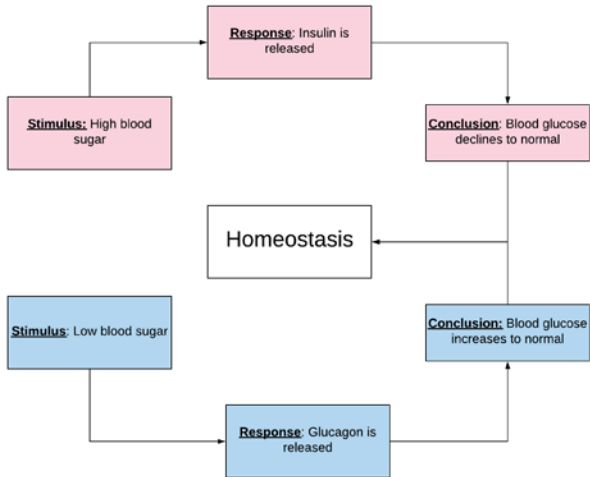 Response: Insulin is
released
Stimulus: High blood
sugar
Conclusion: Blood glucose
declines to normal
Homeostasis
Stimulus: Low blood sugar
Conclusion: Blood glucose
increases to normal
Response: Glucagon is
released